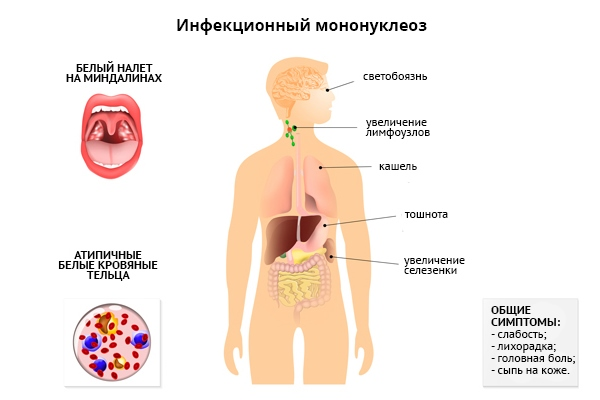 Инфекционный мононуклеоз
БЕЛЫЙ НАЛЕТ
НА МИНДАЛИНАХ
светобоязнь
увеличение
лимфоузлов
кашель
тошнота
увеличение
селезенки
АТИПИЧНЫЕ
БЕЛЫЕ КРОВЯНЫЕ
ТЕЛЬЦА
ОБЩИЕ
СИМПТОМЫ:
- слабость;
- лихорадка;
- головная боль;
- сыпь на коже.